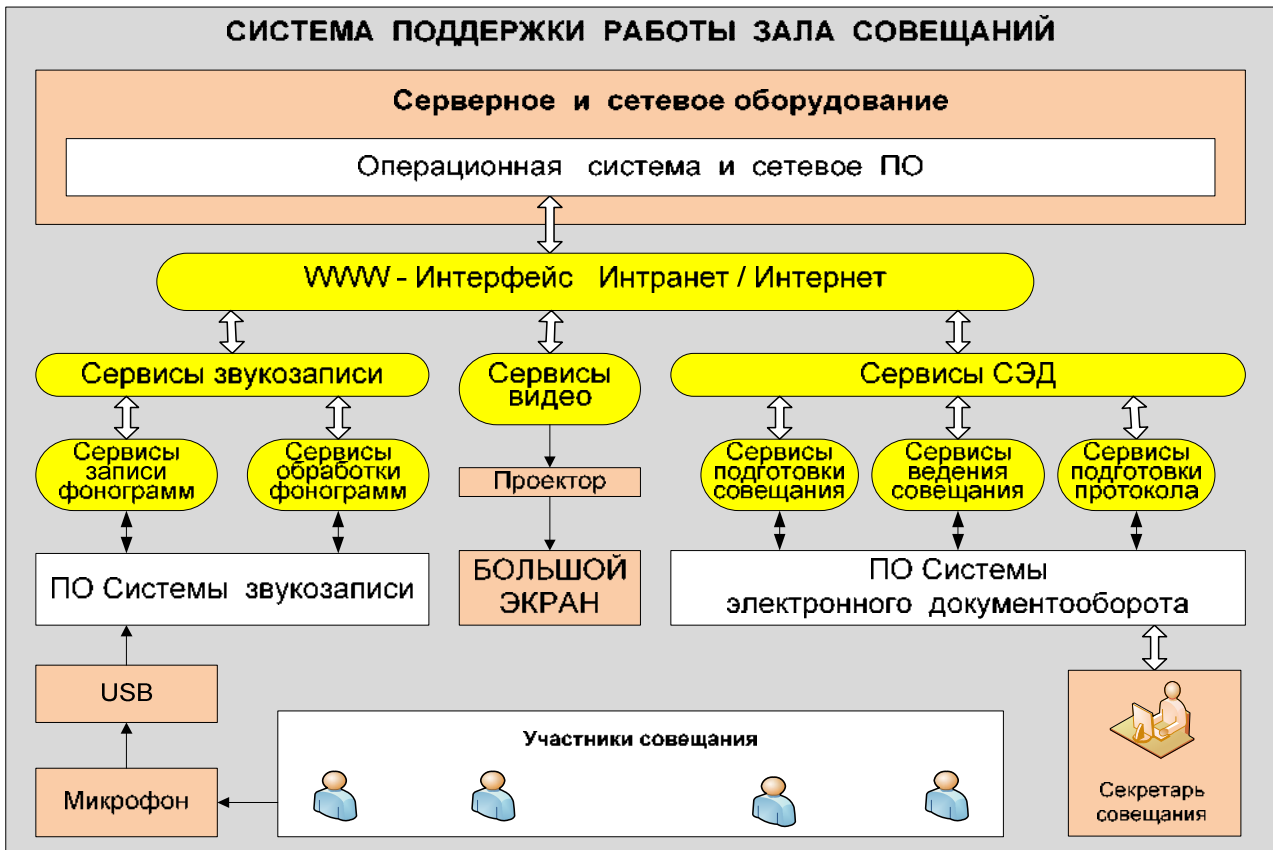 СИСТЕМА ПОДДЕРЖКИ РАБОТЫ ЗАЛА СОВЕЩАНИЙ
Серверное и сетевое оборудование
Операционная система и сетевое ПО
WWW - Интерфейс Интранет / Интернет
Сервисы звукозаписи
Сервисы
видео
Сервисы СЭД
Сервисы
записи
фонограмм
Сервисы
обработки
фонограмм
Проектор
Сервисы
подготовки
совещания
Сервисы
ведения
совещания
Сервисы
подготовки
протокола
ПО Системы звукозаписи
БОЛЬШОЙ
ЭКРАН
ПО Системы
электронного документооборота
USB
Микрофон
Участники совещания
Секретарь
совещания